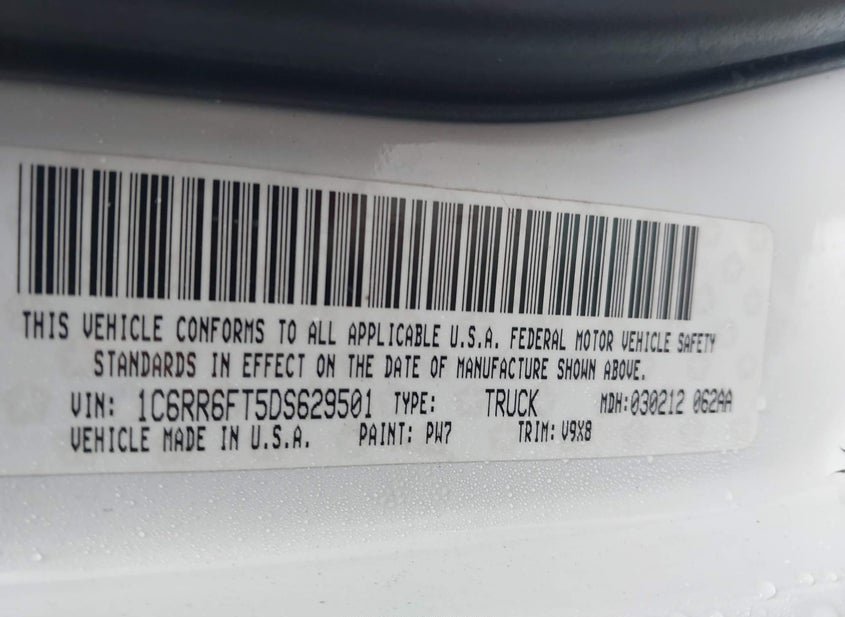 THIS VEHICLE CONFORMS TO ALL APPLICABLE U.S.A. FEDERAL MOTOR VEHICLE SAFETY
STANDARDS IN EFFECT ON THE DATE OF MANUFACTURE SHOWN ABOVE.
VIN: 1C6RR6FT5DS629501 TYPE: TRUCK MDH:030212 062AA
VEHICLE MADE IN U.S.A. PAINT: PW7 TRIM: V9X8